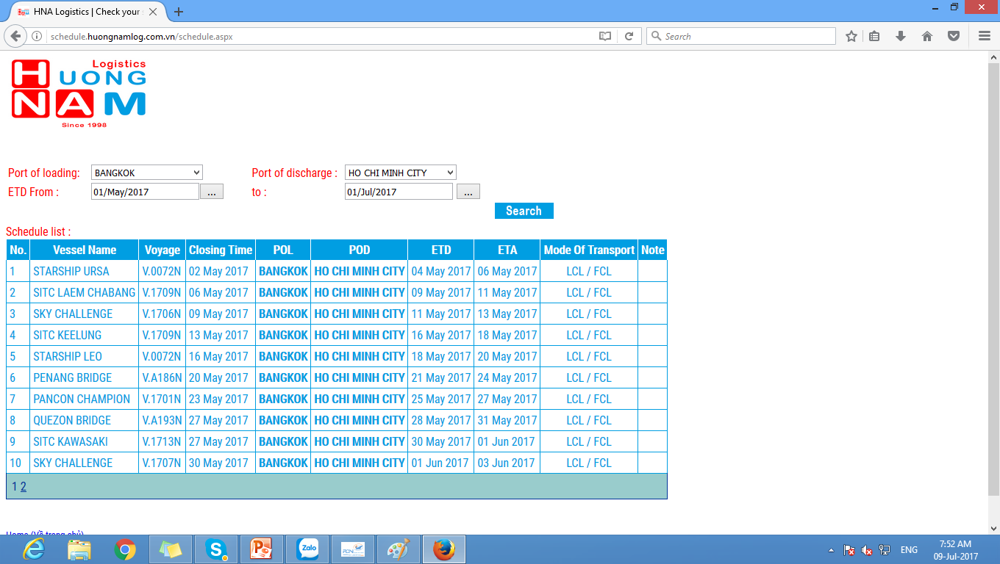 HNA Logistics | Check your s
schedule.huongnamlog.com.vn/schedule.aspx
Search
Logistics
HUONG
NAM
Since 1998
Port of loading: BANGKOK Port of discharge : HO CHI MINH CITY
ETD From : 01/May/2017 ... to : 01/Jul/2017 ...
Search
Schedule list :
No. Vessel Name Voyage Closing Time POL POD ETD ETA Mode Of Transport Note
1 STARSHIP URSA V.0072N 02 May 2017 BANGKOK HO CHI MINH CITY 04 May 2017 06 May 2017 LCL / FCL
2 SITC LAEM CHABANG V.1709N 06 May 2017 BANGKOK HO CHI MINH CITY 09 May 2017 11 May 2017 LCL / FCL
3 SKY CHALLENGE V.1706N 09 May 2017 BANGKOK HO CHI MINH CITY 11 May 2017 13 May 2017 LCL / FCL
4 SITC KEELUNG V.1709N 13 May 2017 BANGKOK HO CHI MINH CITY 16 May 2017 18 May 2017 LCL / FCL
5 STARSHIP LEO V.0072N 16 May 2017 BANGKOK HO CHI MINH CITY 18 May 2017 20 May 2017 LCL / FCL
6 PENANG BRIDGE V.A186N 20 May 2017 BANGKOK HO CHI MINH CITY 21 May 2017 24 May 2017 LCL / FCL
7 PANCON CHAMPION V.1701N 23 May 2017 BANGKOK HO CHI MINH CITY 25 May 2017 27 May 2017 LCL / FCL
8 QUEZON BRIDGE V.A193N 27 May 2017 BANGKOK HO CHI MINH CITY 28 May 2017 31 May 2017 LCL / FCL
9 SITC KAWASAKI V.1713N 27 May 2017 BANGKOK HO CHI MINH CITY 30 May 2017 01 Jun 2017 LCL / FCL
10 SKY CHALLENGE V.1707N 30 May 2017 BANGKOK HO CHI MINH CITY 01 Jun 2017 03 Jun 2017 LCL / FCL
1 2
Home (Về trang chủ)
Zalo
ENG
7:52 AM
09-Jul-2017